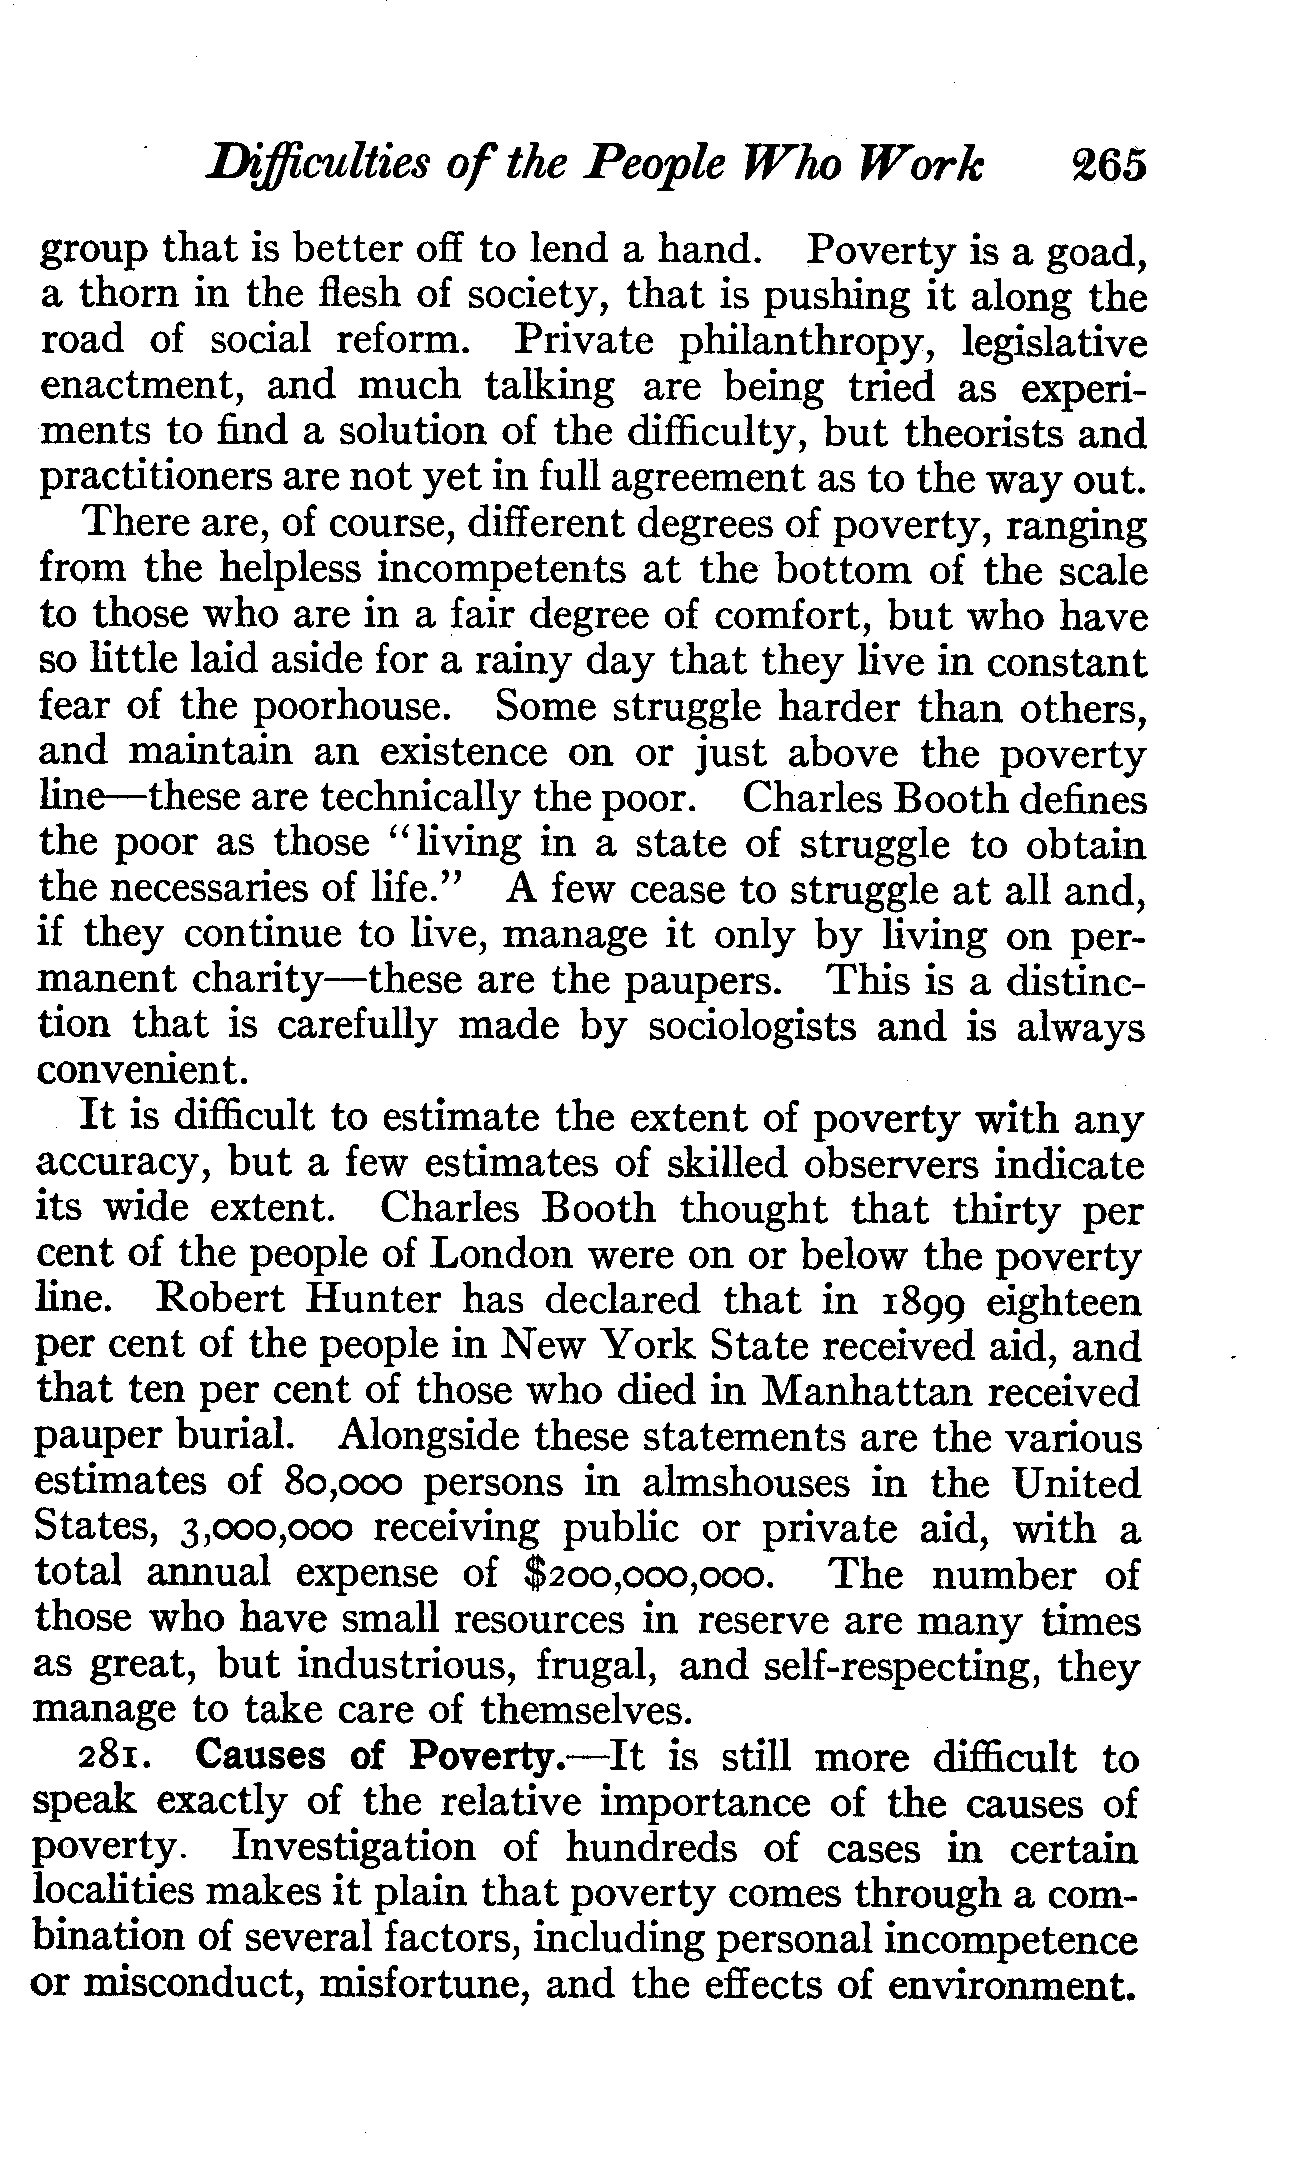 Difficulties of the People Who Work 265
group that is better off to lend a hand. Poverty is a goad,
a thorn in the flesh of society, that is pushing it along the
road of social reform. Private philanthropy, legislative
enactment, and much talking are being tried as experi-
ments to find a solution of the difficulty, but theorists and
practitioners are not yet in full agreement as to the way out.
There are, of course, different degrees of poverty, ranging
from the helpless incompetents at the bottom of the scale
to those who are in a fair degree of comfort, but who have
so little laid aside for a rainy day that they live in constant
fear of the poorhouse. Some struggle harder than others,
and maintain an existence on or just above the poverty
line—these are technically the poor. Charles Booth defines
the poor as those "living in a state of struggle to obtain
the necessaries of life." A few cease to struggle at all and,
if they continue to live, manage it only by living on per-
manent charity—these are the paupers. This is a distinc-
tion that is carefully made by sociologists and is always
convenient.
It is difficult to estimate the extent of poverty with any
accuracy, but a few estimates of skilled observers indicate
its wide extent. Charles Booth thought that thirty per
cent of the people of London were on or below the poverty
line. Robert Hunter has declared that in 1899 eighteen
per cent of the people in New York State received aid, and
that ten per cent of those who died in Manhattan received
pauper burial. Alongside these statements are the various
estimates of 80,000 persons in almshouses in the United
States, 3,000,000 receiving public or private aid, with a
total annual expense of $200,000,000. The number of
those who have small resources in reserve are many times
as great, but industrious, frugal, and self-respecting, they
manage to take care of themselves.
281. Causes of Poverty.—It is still more difficult to
speak exactly of the relative importance of the causes of
poverty. Investigation of hundreds of cases in certain
localities makes it plain that poverty comes through a com-
bination of several factors, including personal incompetence
or misconduct, misfortune, and the effects of environment.